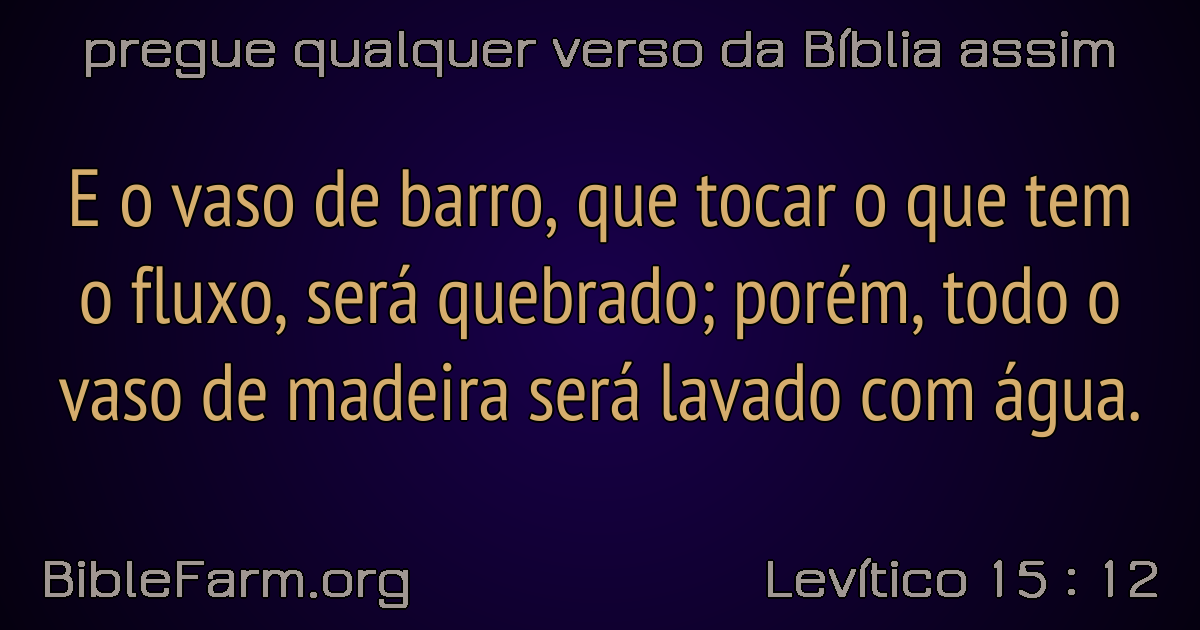 pregue qualquer verso da Bíblia assim
E o vaso de barro, que tocar o que tem
o fluxo, será quebrado; porém, todo o
vaso de madeira será lavado com água.
BibleFarm.org
Levítico 15 : 12